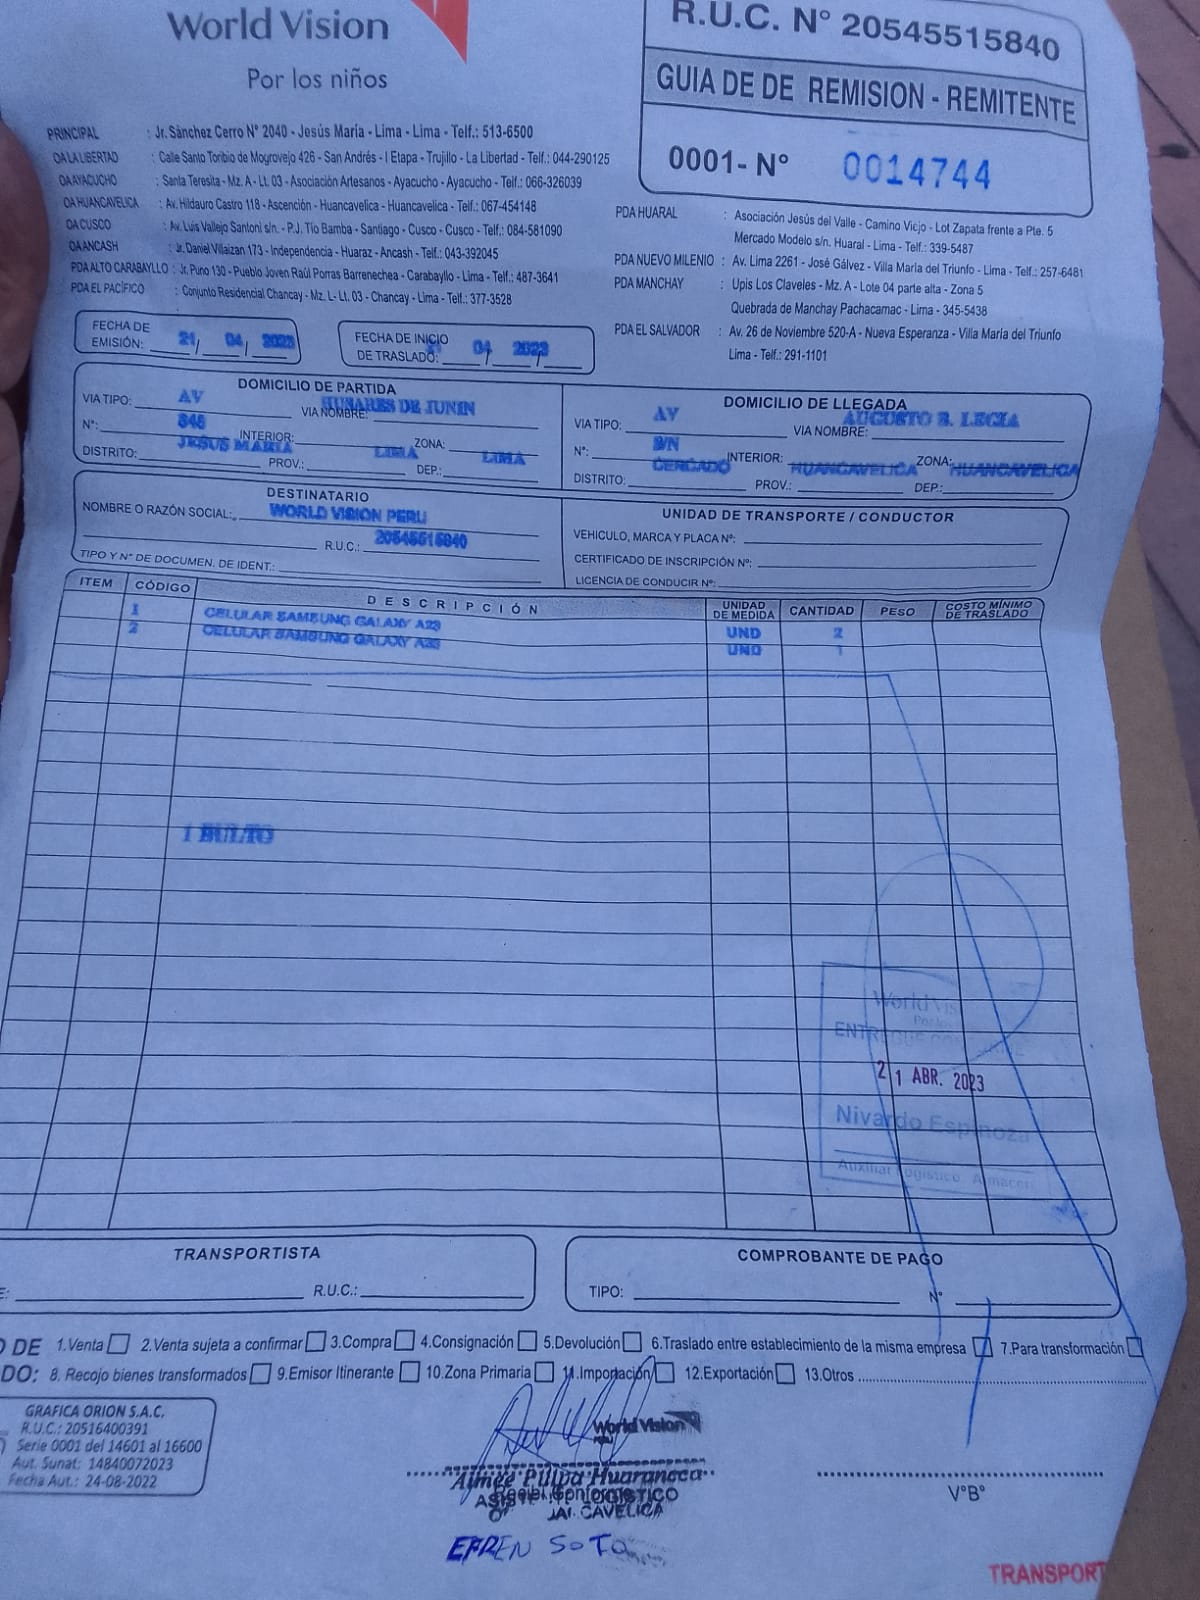 World Vision
Por los niños
R.U.C. N° 20545515840
GUIA DE DE REMISION - REMITENTE
0001- N° 0014744
PRINCIPAL : Jr. Sánchez Cerro N° 2040 - Jesús María - Lima - Lima - Telf.: 513-6500
OA LA LIBERTAD : Calle Santo Toribio de Mogrovejo 426 - San Andrés - I Etapa - Trujillo - La Libertad - Telf.: 044-290125
OA AYACUCHO : Santa Teresita - Mz. A - Lt. 03 - Asociación Artesanos - Ayacucho - Ayacucho - Telf.: 066-326039
OA HUANCAVELICA : Av. Hildauro Castro 118 - Ascención - Huancavelica - Huancavelica - Telf.: 067-454148
OA CUSCO : Av. Luis Vallejo Santoni s/n. - P.J. Tío Bamba - Santiago - Cusco - Cusco - Telf.: 084-581090
OA ANCASH : Jr. Daniel Villaizan 173 - Independencia - Huaraz - Ancash - Telf.: 043-392045
PDA ALTO CARABAYLLO : Jr. Puno 130 - Pueblo Joven Raúl Porras Barrenechea - Carabayllo - Lima - Telf.: 487-3641
PDA EL PACÍFICO : Conjunto Residencial Chancay - Mz. L - Lt. 03 - Chancay - Lima - Telf.: 377-3528
PDA HUARAL : Asociación Jesús del Valle - Camino Viejo - Lot Zapata frente a Pte. 5
Mercado Modelo s/n. Huaral - Lima - Telf.: 339-5487
PDA NUEVO MILENIO : Av. Lima 2261 - José Gálvez - Villa María del Triunfo - Lima - Telf.: 257-6481
PDA MANCHAY : Upis Los Claveles - Mz. A - Lote 04 parte alta - Zona 5
Quebrada de Manchay Pachacamac - Lima - 345-5438
PDA EL SALVADOR : Av. 26 de Noviembre 520-A - Nueva Esperanza - Villa María del Triunfo
Lima - Telf.: 291-1101
FECHA DE EMISIÓN: 21 / 04 / 2023
FECHA DE INICIO DE TRASLADO: 04 / 2023
DOMICILIO DE PARTIDA
VIA TIPO: AV VIA NOMBRE: HUSARES DE JUNIN
N°: INTERIOR: ZONA:
DISTRITO: JESUS MARIA PROV.: LIMA DEP.: LIMA
DOMICILIO DE LLEGADA
VIA TIPO: AV VIA NOMBRE: AUGUSTO B. LEGIA
N°: S/N INTERIOR: ZONA:
DISTRITO: CERCADO PROV.: HUANCAVELICA DEP.: HUANCAVELICA
DESTINATARIO
NOMBRE O RAZÓN SOCIAL: WORLD VISION PERU
R.U.C.: 20545515840
TIPO Y N° DE DOCUMEN. DE IDENT.:
UNIDAD DE TRANSPORTE / CONDUCTOR
VEHICULO, MARCA Y PLACA N°:
CERTIFICADO DE INSCRIPCIÓN N°:
LICENCIA DE CONDUCIR N°:
ITEM CÓDIGO DESCRIPCIÓN UNIDAD DE MEDIDA CANTIDAD PESO COSTO MÍNIMO DE TRASLADO
1 CELULAR SAMSUNG GALAXY A23 UND 2
2 CELULAR SAMSUNG GALAXY UND 1
1 BULTO
World Vis
ENTREGUE CONFORME
21 ABR. 2023
Nivardo Espinoza
Auxiliar Logistico Almacen
TRANSPORTISTA
R.U.C.:
COMPROBANTE DE PAGO
TIPO: N°
DE 1.Venta 2.Venta sujeta a confirmar 3.Compra 4.Consignación 5.Devolución 6.Traslado entre establecimiento de la misma empresa 7.Para transformación
DO: 8. Recojo bienes transformados 9.Emisor Itinerante 10.Zona Primaria 11.Importación 12.Exportación 13.Otros
GRAFICA ORION S.A.C.
R.U.C.: 20516400391
Serie 0001 del 14601 al 16600
Aut. Sunat: 14840072023
Fecha Aut.: 24-08-2022
World Vision
Aimee Pillpa Huarancca
Recibí Conforme
V°B°
EFREN SOTO
TRANSPORT